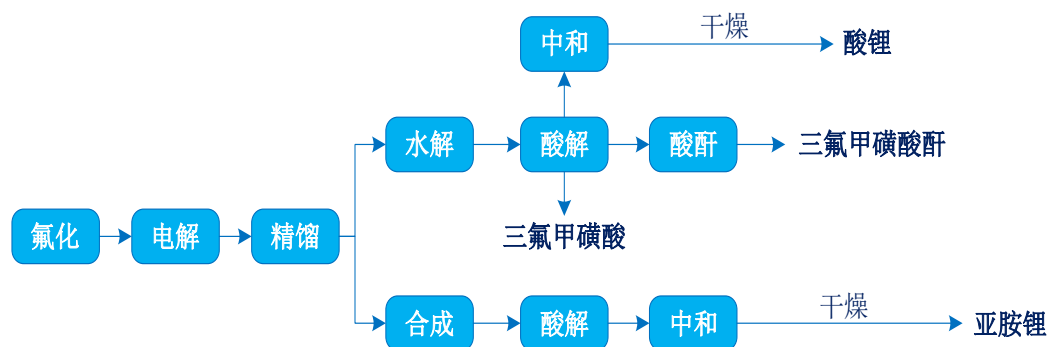 干燥
中和
酸锂
水解
酸解
酸酐
三氟甲磺酸酐
氟化
电解
精馏
三氟甲磺酸
干燥
合成
酸解
中和
亚胺锂